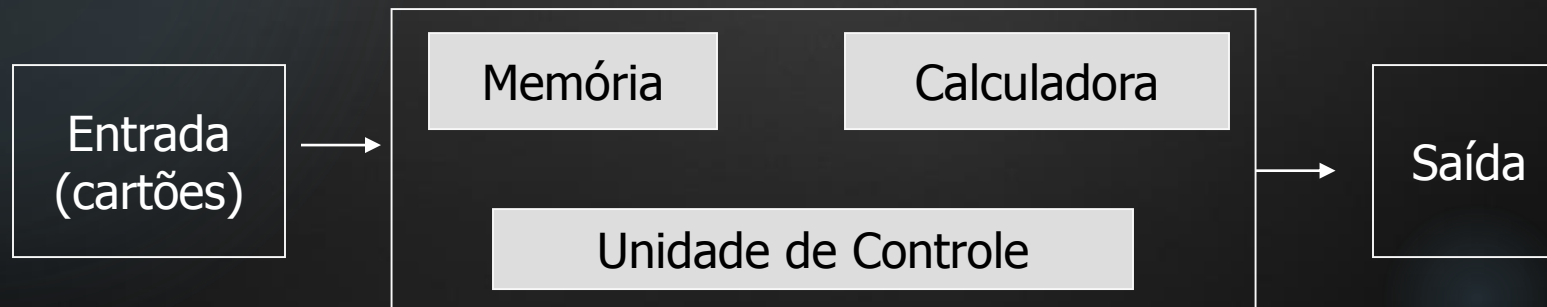 Entrada
(cartões)
Memória
Calculadora
Unidade de Controle
Saída